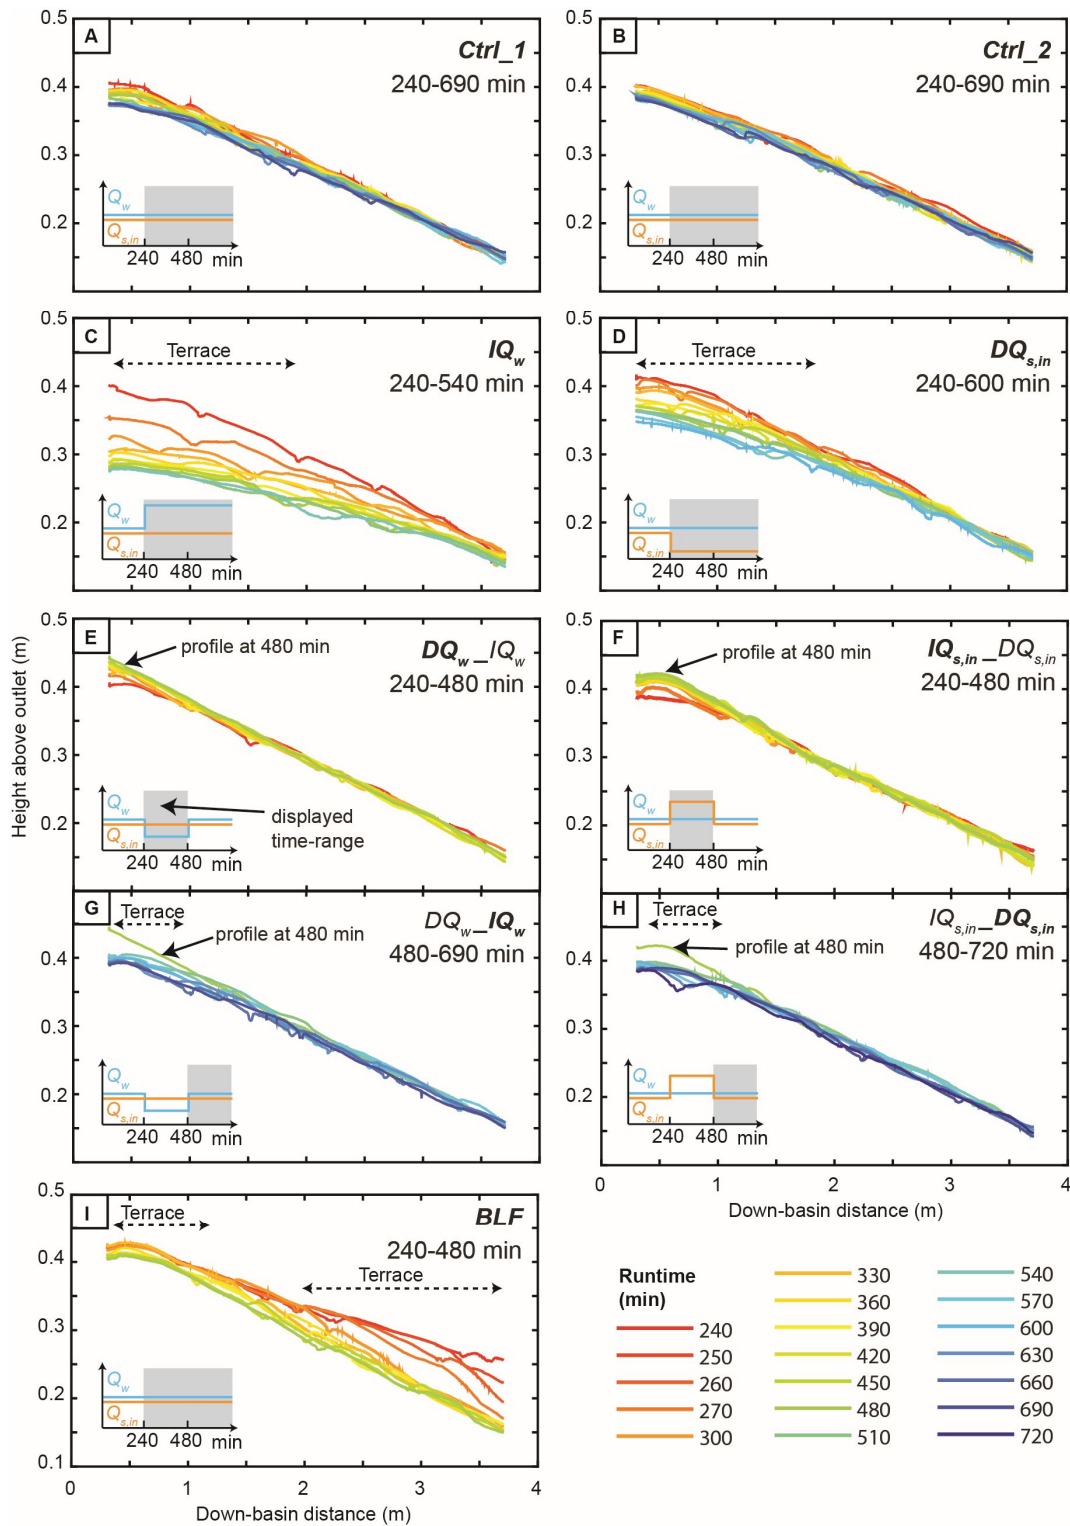 A
Ctrl_1
240-690 min
0.5
0.4
0.3
0.2
Qw
Qs,in
240 480 min
B
Ctrl_2
240-690 min
0.5
0.4
0.3
0.2
Qw
Qs,in
240 480 min
C
Terrace
IQw
240-540 min
0.5
0.4
0.3
0.2
Qw
Qs,in
240 480 min
D
Terrace
DQs,in
240-600 min
0.5
0.4
0.3
0.2
Qw
Qs,in
240 480 min
Height above outlet (m)
E
profile at 480 min
DQw_IQw
240-480 min
0.5
0.4
0.3
0.2
displayed
time-range
Qw
Qs,in
240 480 min
F
profile at 480 min
IQs,in_DQs,in
240-480 min
0.5
0.4
0.3
0.2
Qw
Qs,in
240 480 min
G
Terrace
DQw_IQw
profile at 480 min
480-690 min
0.4
0.3
0.2
Qw
Qs,in
240 480 min
H
Terrace
IQs,in_DQs,in
profile at 480 min
480-720 min
0.4
0.3
0.2
Qw
Qs,in
240 480 min
0 1 2 3 4
Down-basin distance (m)
I
Terrace
BLF
240-480 min
Terrace
0.5
0.4
0.3
0.2
0.1
Qw
Qs,in
240 480 min
0 1 2 3 4
Down-basin distance (m)
Runtime
(min)
240
250
260
270
300
330
360
390
420
450
480
510
540
570
600
630
660
690
720